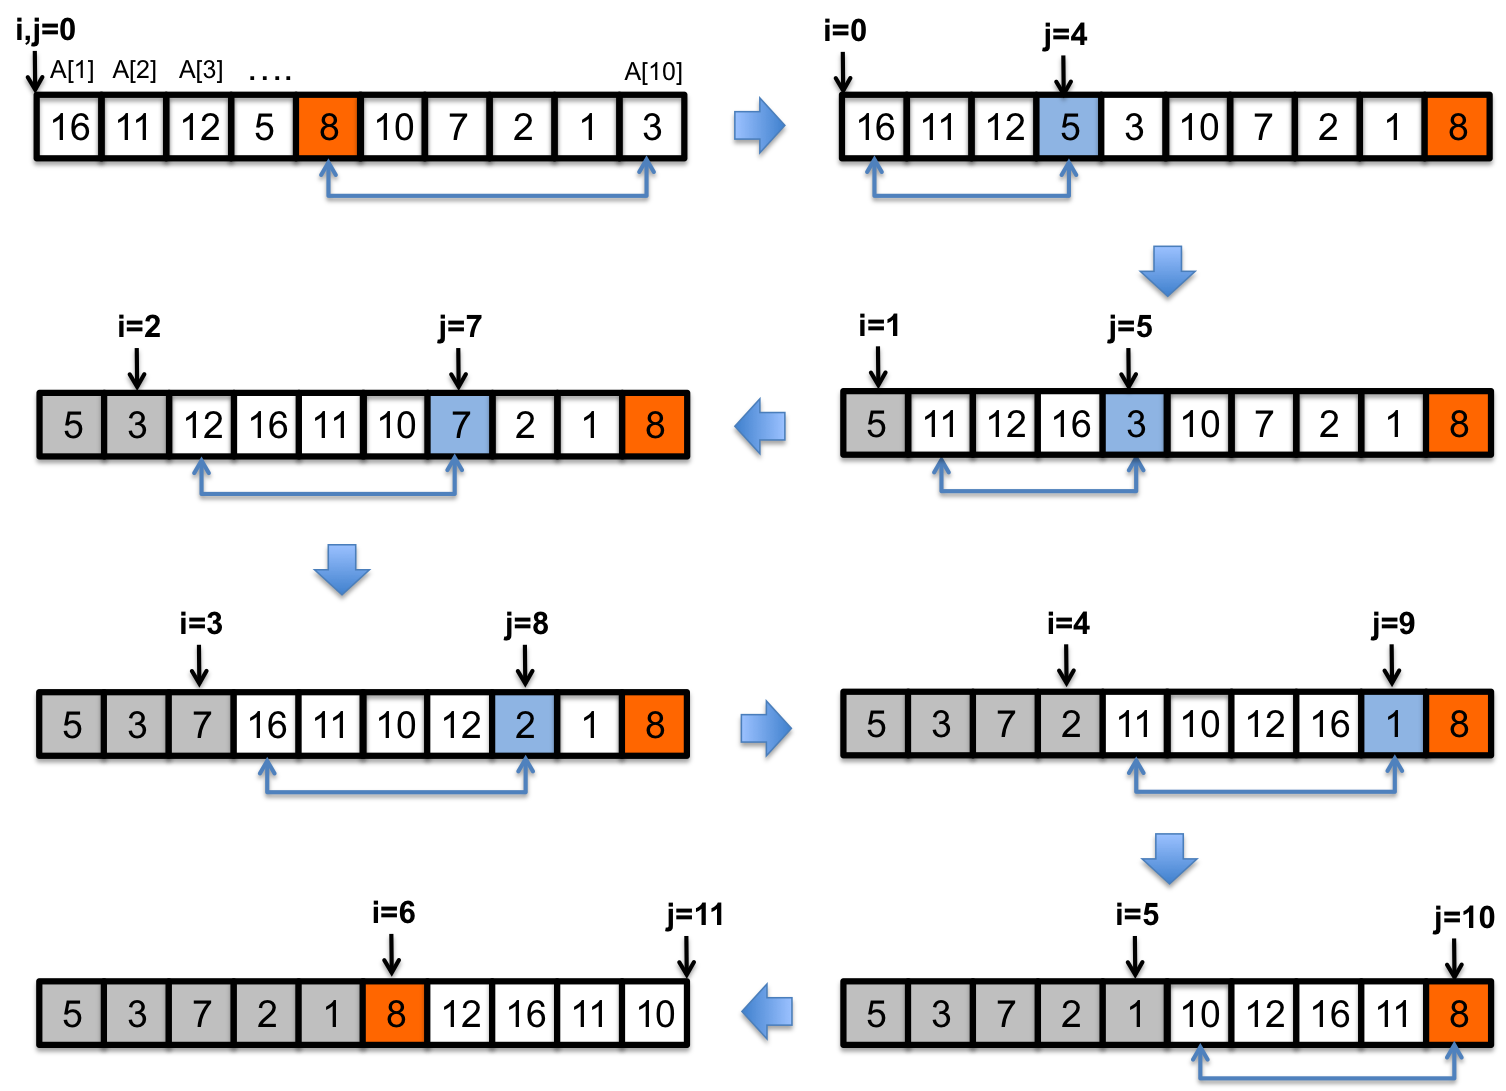 i,j=0
A[1] A[2] A[3] .... A[10]
16 11 12 5 8 10 7 2 1 3
i=0 j=4
16 11 12 5 3 10 7 2 1 8
i=1 j=5
5 11 12 16 3 10 7 2 1 8
i=2 j=7
5 3 12 16 11 10 7 2 1 8
i=3 j=8
5 3 7 16 11 10 12 2 1 8
i=4 j=9
5 3 7 2 11 10 12 16 1 8
i=5 j=10
5 3 7 2 1 10 12 16 11 8
i=6 j=11
5 3 7 2 1 8 12 16 11 10